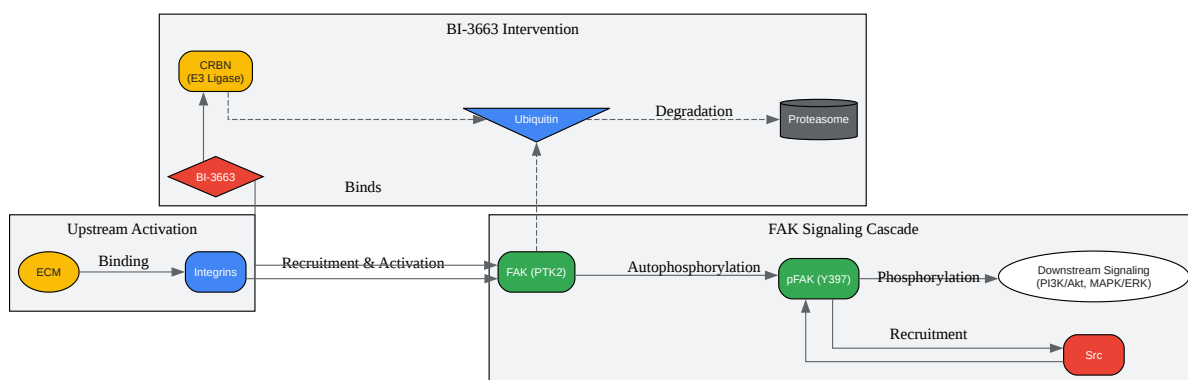 BI-3663 Intervention
CRBN
(E3 Ligase)
Ubiquitin
Degradation
Proteasome
BI-3663
Binds
Upstream Activation
FAK Signaling Cascade
ECM
Binding
Integrins
Recruitment & Activation
FAK (PTK2)
Autophosphorylation
pFAK (Y397)
Phosphorylation
Downstream Signaling
(PI3K/Akt, MAPK/ERK)
Recruitment
Src